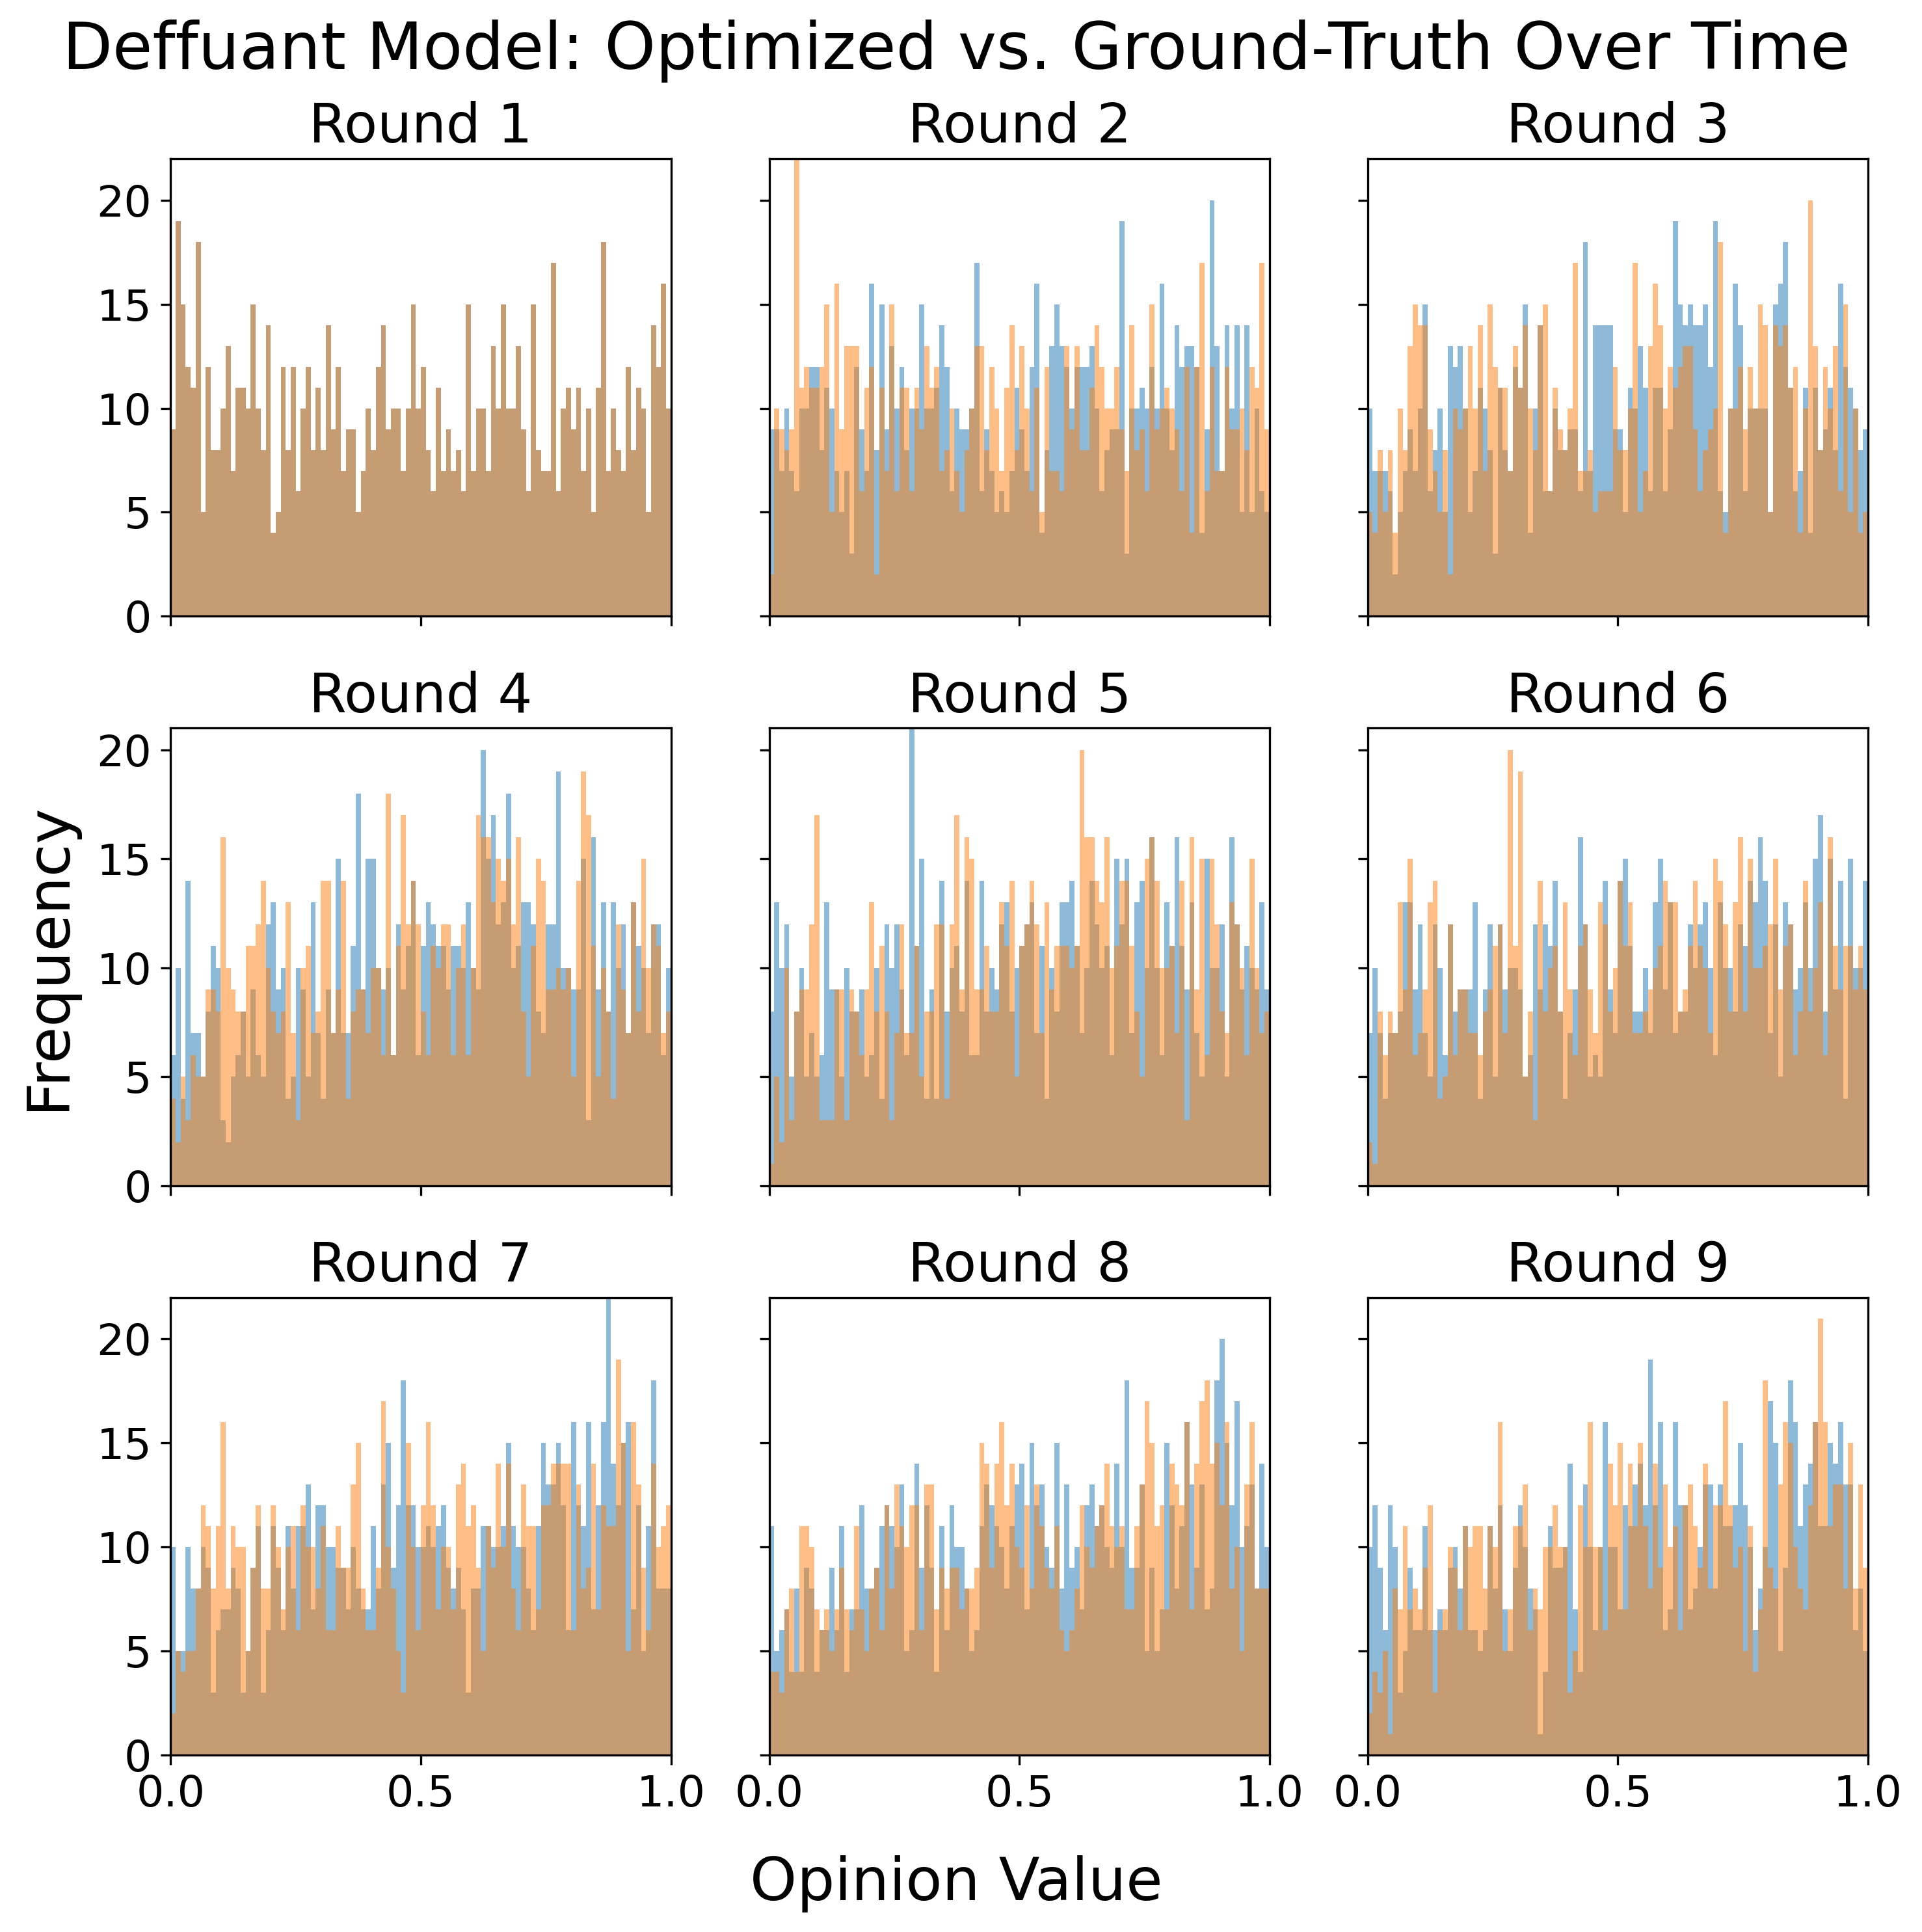 Deffuant Model: Optimized vs. Ground-Truth Over Time
Round 1
Round 2
Round 3
20
15
10
5
0
Round 4
Round 5
Round 6
20
15
10
5
0
Frequency
Round 7
Round 8
Round 9
20
15
10
5
0
0.0 0.5 1.0
0.0 0.5 1.0
0.0 0.5 1.0
Opinion Value